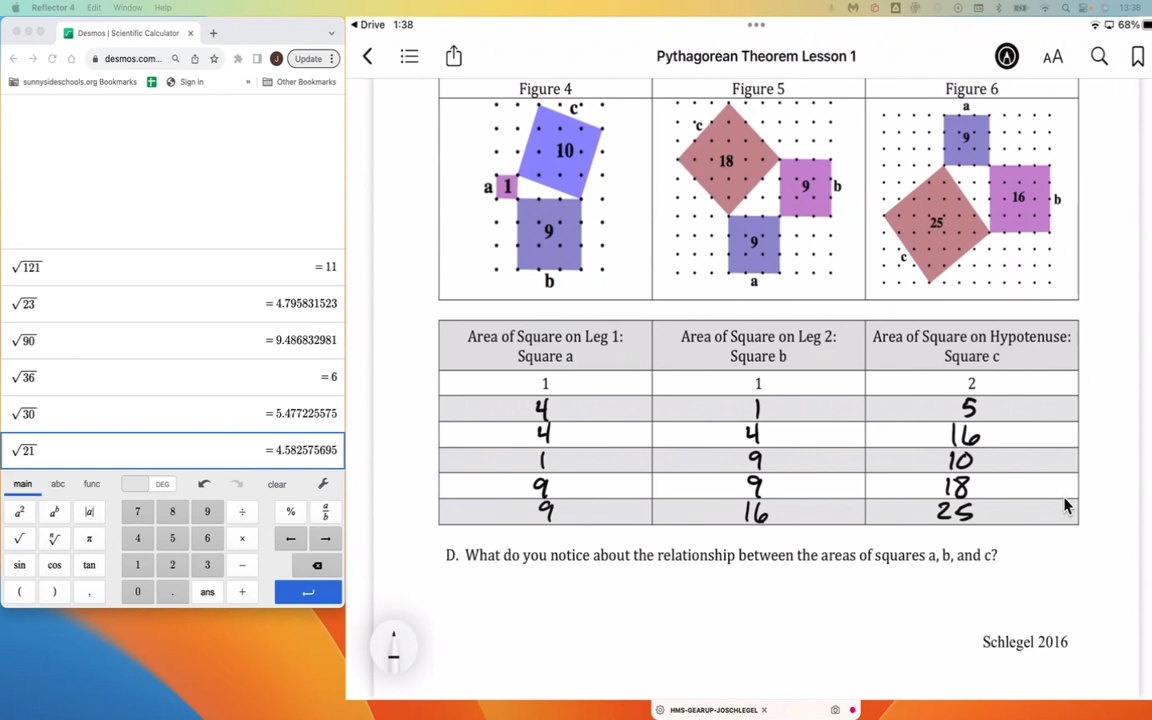 Reflector 4 Edit Window Help 13:38
Desmos | Scientific Calculator
desmos.com... J Update
sunnysideschools.org Bookmarks Sign in » Other Bookmarks
√121 = 11
√23 = 4.795831523
√90 = 9.486832981
√36 = 6
√30 = 5.477225575
√21 = 4.582575695
main abc func DEG clear
a² aᵇ |a| 7 8 9 ÷ % a/b
√ ⁿ√ π 4 5 6 × ← →
sin cos tan 1 2 3 −
( ) , 0 . ans +
Drive 1:38 68%
Pythagorean Theorem Lesson 1
AA
Figure 4 Figure 5 Figure 6
c 10 a 1 9 b
c 18 9 b 9 a
a 9 16 b 25 c
Area of Square on Leg 1: Square a | Area of Square on Leg 2: Square b | Area of Square on Hypotenuse: Square c
1 1 2
4 1 5
4 4 16
1 9 10
9 9 18
9 16 25
D. What do you notice about the relationship between the areas of squares a, b, and c?
Schlegel 2016
HMS-GEARUP-JOSCHLEGEL ×